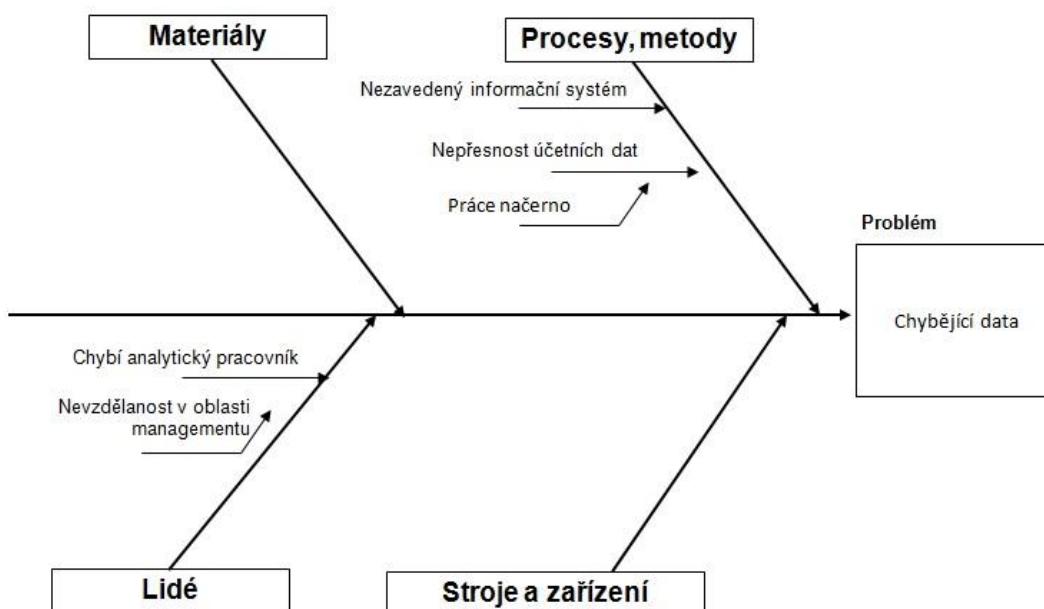 Materiály
Procesy, metody
Nezavedený informační systém
Nepřesnost účetních dat
Práce načerno
Problém
Chybějící data
Chybí analytický pracovník
Nevzdělanost v oblasti
managementu
Lidé
Stroje a zařízení